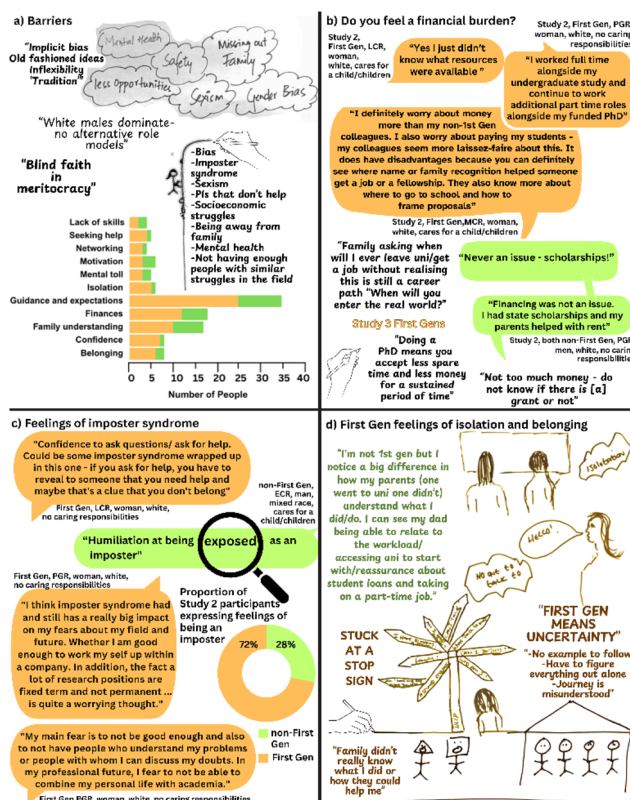 a) Barriers
"Implicit bias
Old fashioned ideas
Inflexibility
"Tradition"
Mental Health
Safety
Missing out
Family
less Opportunities
Sexism
Gender Bias
"White males dominate-
no alternative role
models"
"Blind faith
in
meritocracy"
-Bias
-Imposter
syndrome
-Sexism
-PIs that don't help
-Socioeconomic
struggles
-Being away from
family
-Mental health
-Not having enough
people with similar
struggles in the field
Lack of skills
Seeking help
Networking
Motivation
Mental toll
Isolation
Guidance and expectations
Finances
Family understanding
Confidence
Belonging
0 5 10 15 20 25 30 35 40
Number of People
b) Do you feel a financial burden?
Study 2,
First Gen, LCR,
woman,
white, cares for
a child/children
"Yes I just didn't
know what resources
were available "
Study 2, First Gen, PGR
woman, white, no caring
responsibilities
"I worked full time
alongside my
undergraduate study and
continue to work
additional part time roles
alongside my funded PhD"
"I definitely worry about money
more than my non-1st Gen
colleagues. I also worry about paying my students -
my colleagues seem more laissez-faire about this. It
does have disadvantages because you can definitely
see where name or family recognition helped someone
get a job or a fellowship. They also know more about
where to go to school and how to
frame proposals"
Study 2, First Gen,MCR, woman,
white, cares for a child/children
"Family asking when
will I ever leave uni/get
a job without realising
this is still a career
path "When will you
enter the real world?"
"Never an issue - scholarships!"
"Financing was not an issue.
I had state scholarships and my
parents helped with rent"
Study 2, both non-First Gen, PG
men, white, no caring
responsibilitie
Study 3 First Gens
"Doing a
PhD means you
accept less spare
time and less money
for a sustained
period of time"
"Not too much money - do
not know if there is [a]
grant or not"
c) Feelings of imposter syndrome
"Confidence to ask questions/ ask for help.
Could be some imposter syndrome wrapped up
in this one - if you ask for help, you have to
reveal to someone that you need help and
maybe that's a clue that you don't belong"
First Gen, LCR, woman, white,
no caring responsibilities
non-First Gen,
ECR, man,
mixed race,
cares for a
child/children
"Humiliation at being exposed as an
imposter"
First Gen, PGR, woman, white,
no caring responsibilities
"I think imposter syndrome had
and still has a really big impact
on my fears about my field and
future. Whether I am good
enough to work my self up within
a company. In addition, the fact a
lot of research positions are
fixed term and not permanent ...
is quite a worrying thought."
Proportion of
Study 2 participants
expressing feelings of
being an
imposter
72% 28%
non-First
Gen
First Gen
"My main fear is to not be good enough and also
to not have people who understand my problems
or people with whom I can discuss my doubts. In
my professional future, I fear to not be able to
combine my personal life with academia."
First Gen PGR, woman, white, no caring responsibilities
d) First Gen feelings of isolation and belonging
"I'm not 1st gen but I
notice a big difference in
how my parents (one
went to uni one didn't)
understand what I
did/do. I can see my dad
being able to relate to
the workload/
accessing uni to start
with/reassurance about
student loans and taking
on a part-time job."
Hello!
No one to
talk to
STUCK
AT A
STOP
SIGN
"FIRST GEN
MEANS
UNCERTAINTY"
"-No example to follow
-Have to figure
everything out alone
-Journey is
misunderstood"
"Family didn't
really know
what I did or
how they could
help me"